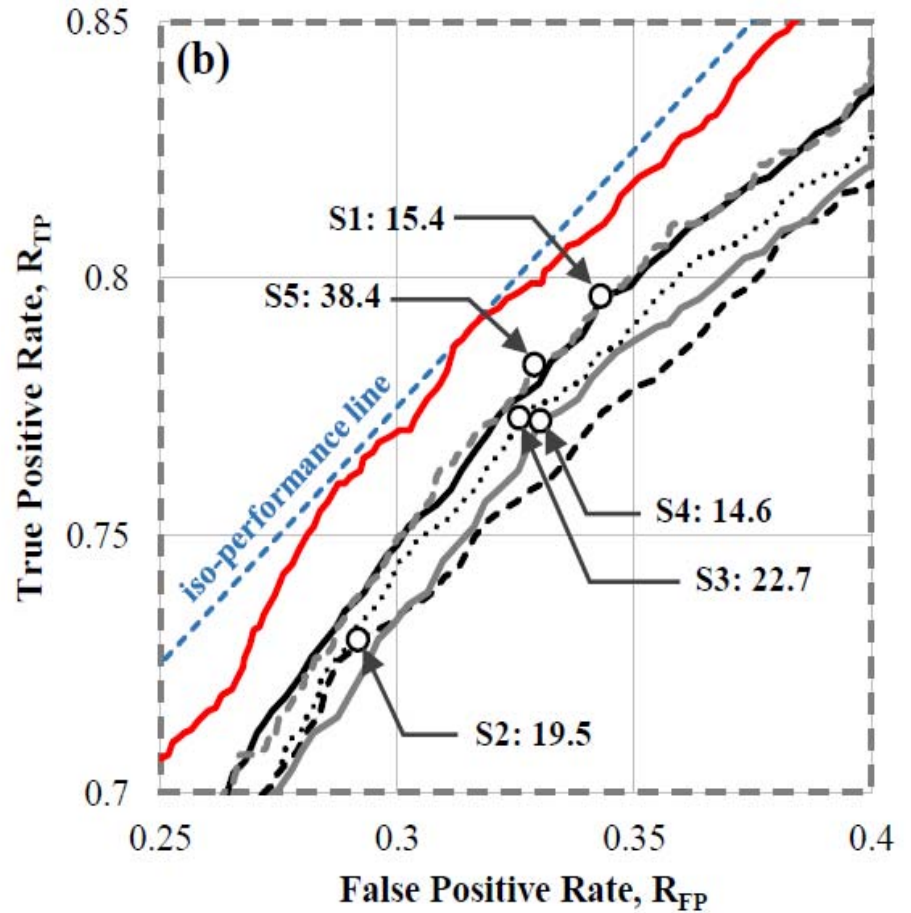 0.85
(b)
S1: 15.4
0.8
S5: 38.4
iso-performance line
True Positive Rate, R_TP
S4: 14.6
0.75
S3: 22.7
S2: 19.5
0.7
0.25
0.3
0.35
0.4
False Positive Rate, R_FP